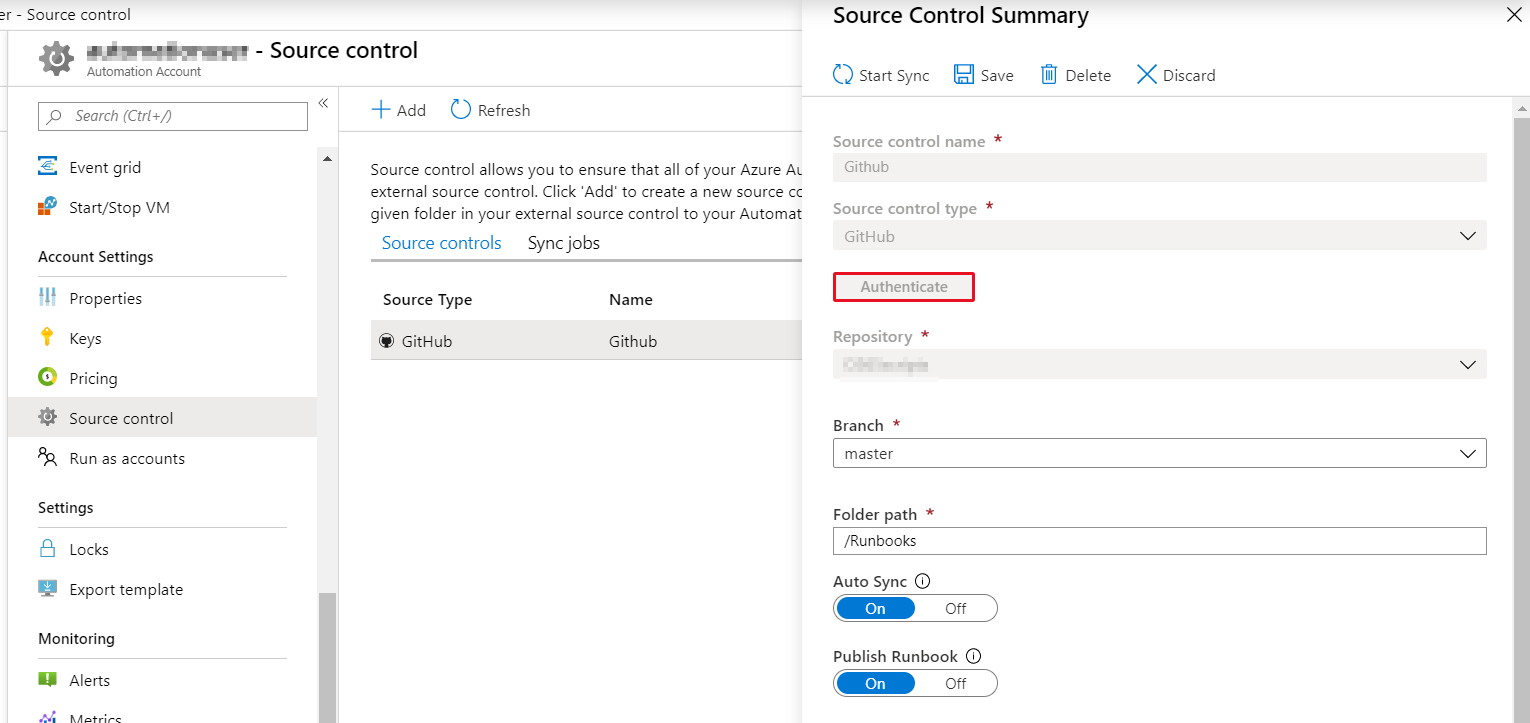 er - Source control
- Source control
Automation Account
Search (Ctrl+/)
Event grid
Start/Stop VM
Account Settings
Properties
Keys
Pricing
Source control
Run as accounts
Settings
Locks
Export template
Monitoring
Alerts
Metrics
Add
Refresh
Source control allows you to ensure that all of your Azure Au
external source control. Click 'Add' to create a new source co
given folder in your external source control to your Automat
Source controls
Sync jobs
Source Type
Name
GitHub
Github
Source Control Summary
Start Sync
Save
Delete
Discard
Source control name *
Github
Source control type *
GitHub
Authenticate
Repository *
Branch *
master
Folder path *
/Runbooks
Auto Sync
On
Off
Publish Runbook
On
Off